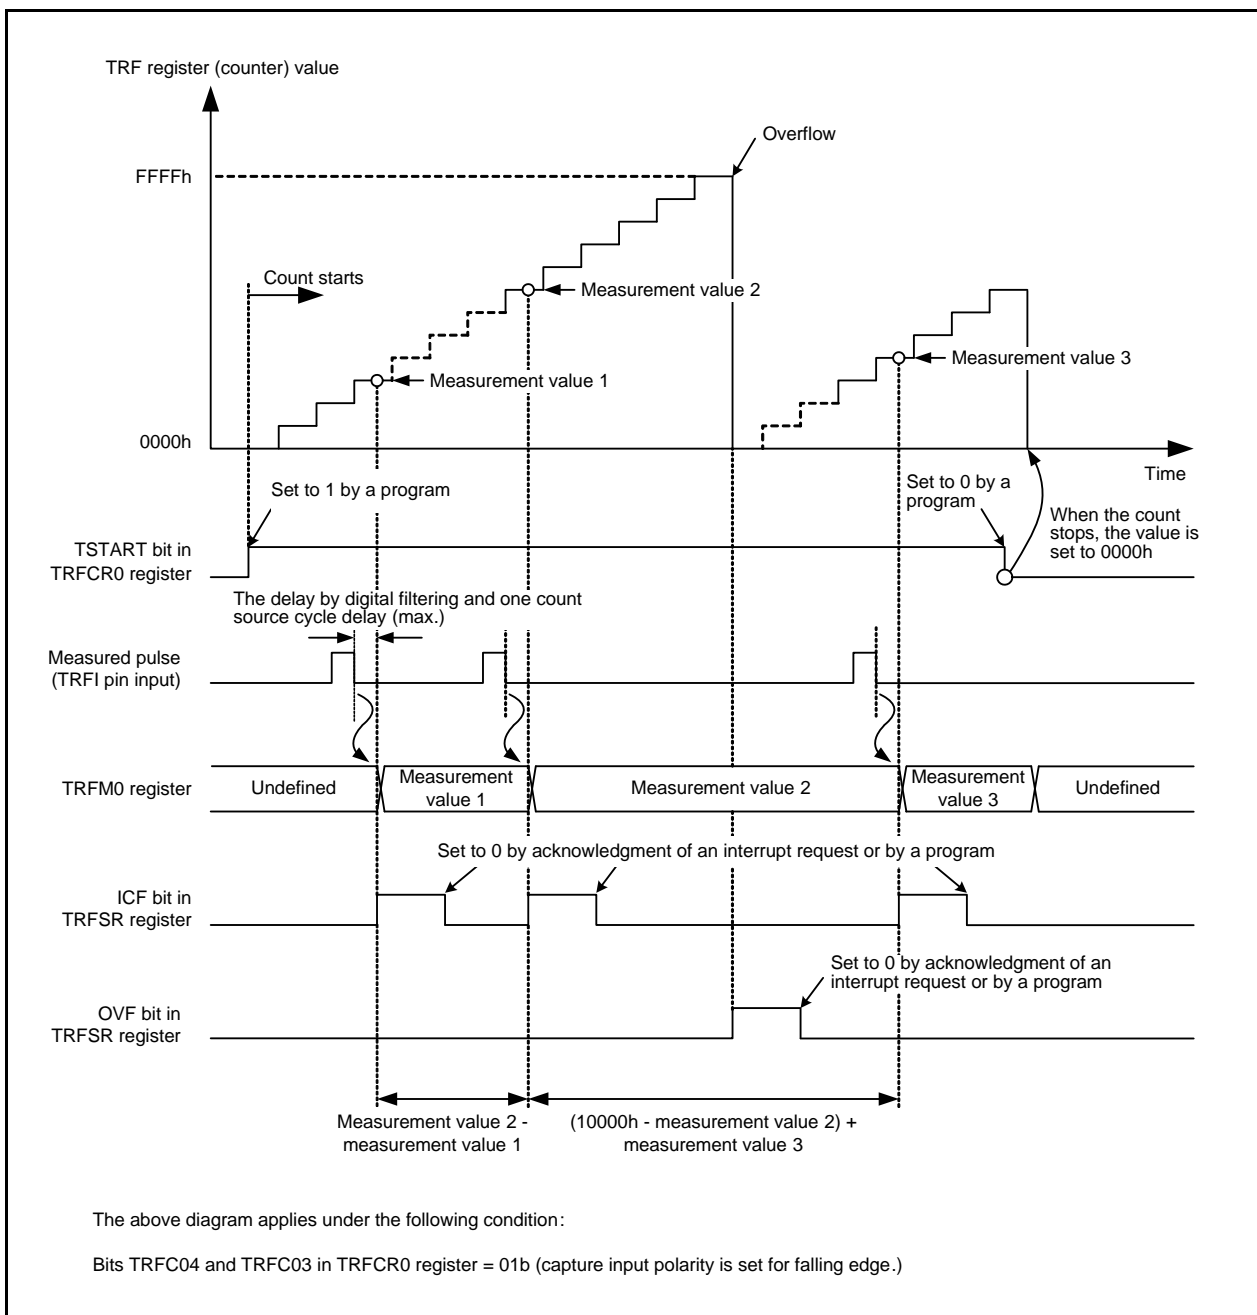 TRF register (counter) value
Overflow
FFFFh
Count starts
Measurement value 2
Measurement value 1
Measurement value 3
0000h
Time
Set to 1 by a program
Set to 0 by a
program
When the count
stops, the value is
set to 0000h
TSTART bit in
TRFCR0 register
The delay by digital filtering and one count
source cycle delay (max.)
Measured pulse
(TRFI pin input)
TRFM0 register
Undefined
Measurement
value 1
Measurement value 2
Measurement
value 3
Undefined
Set to 0 by acknowledgment of an interrupt request or by a program
ICF bit in
TRFSR register
Set to 0 by acknowledgment of an
interrupt request or by a program
OVF bit in
TRFSR register
Measurement value 2 -
measurement value 1
(10000h - measurement value 2) +
measurement value 3
The above diagram applies under the following condition:
Bits TRFC04 and TRFC03 in TRFCR0 register = 01b (capture input polarity is set for falling edge.)